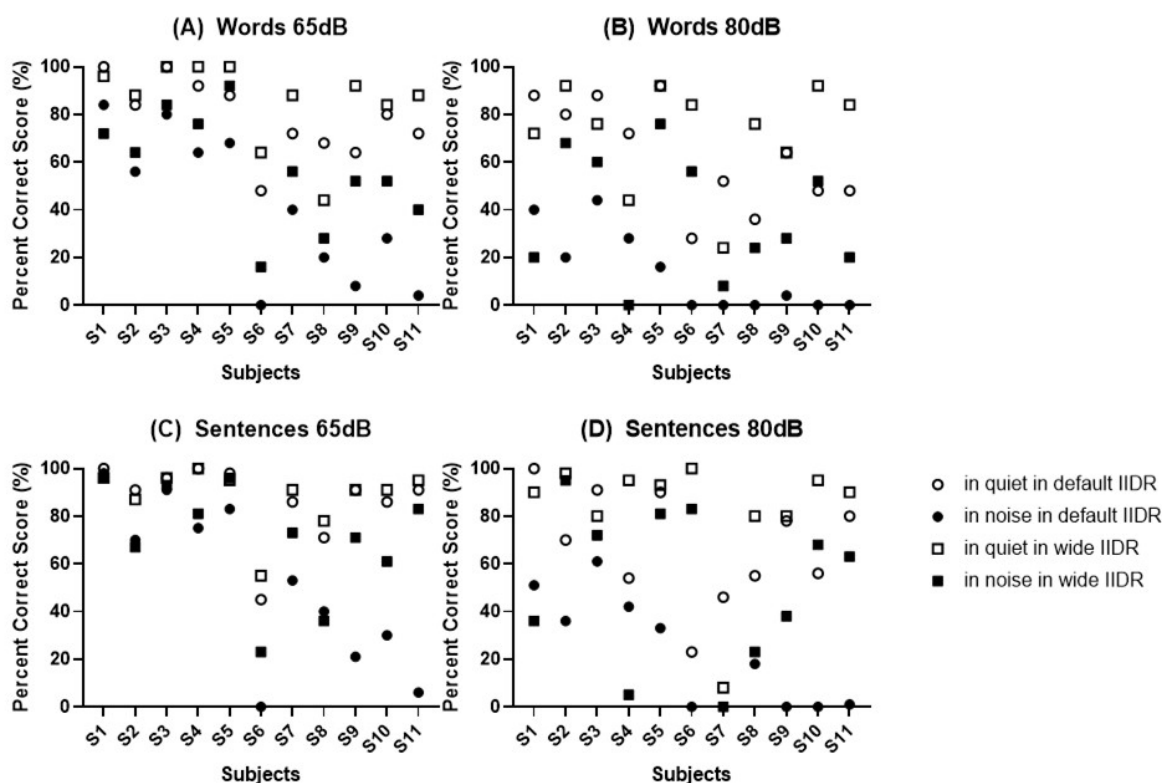 (A) Words 65dB
Percent Correct Score (%)
100
80
60
40
20
0
S1 S2 S3 S4 S5 S6 S7 S8 S9 S10 S11
Subjects
(B) Words 80dB
Percent Correct Score (%)
100
80
60
40
20
0
S1 S2 S3 S4 S5 S6 S7 S8 S9 S10 S11
Subjects
(C) Sentences 65dB
Percent Correct Score (%)
100
80
60
40
20
0
S1 S2 S3 S4 S5 S6 S7 S8 S9 S10 S11
Subjects
(D) Sentences 80dB
Percent Correct Score (%)
100
80
60
40
20
0
S1 S2 S3 S4 S5 S6 S7 S8 S9 S10 S11
Subjects
in quiet in default IIDR
in noise in default IIDR
in quiet in wide IIDR
in noise in wide IIDR